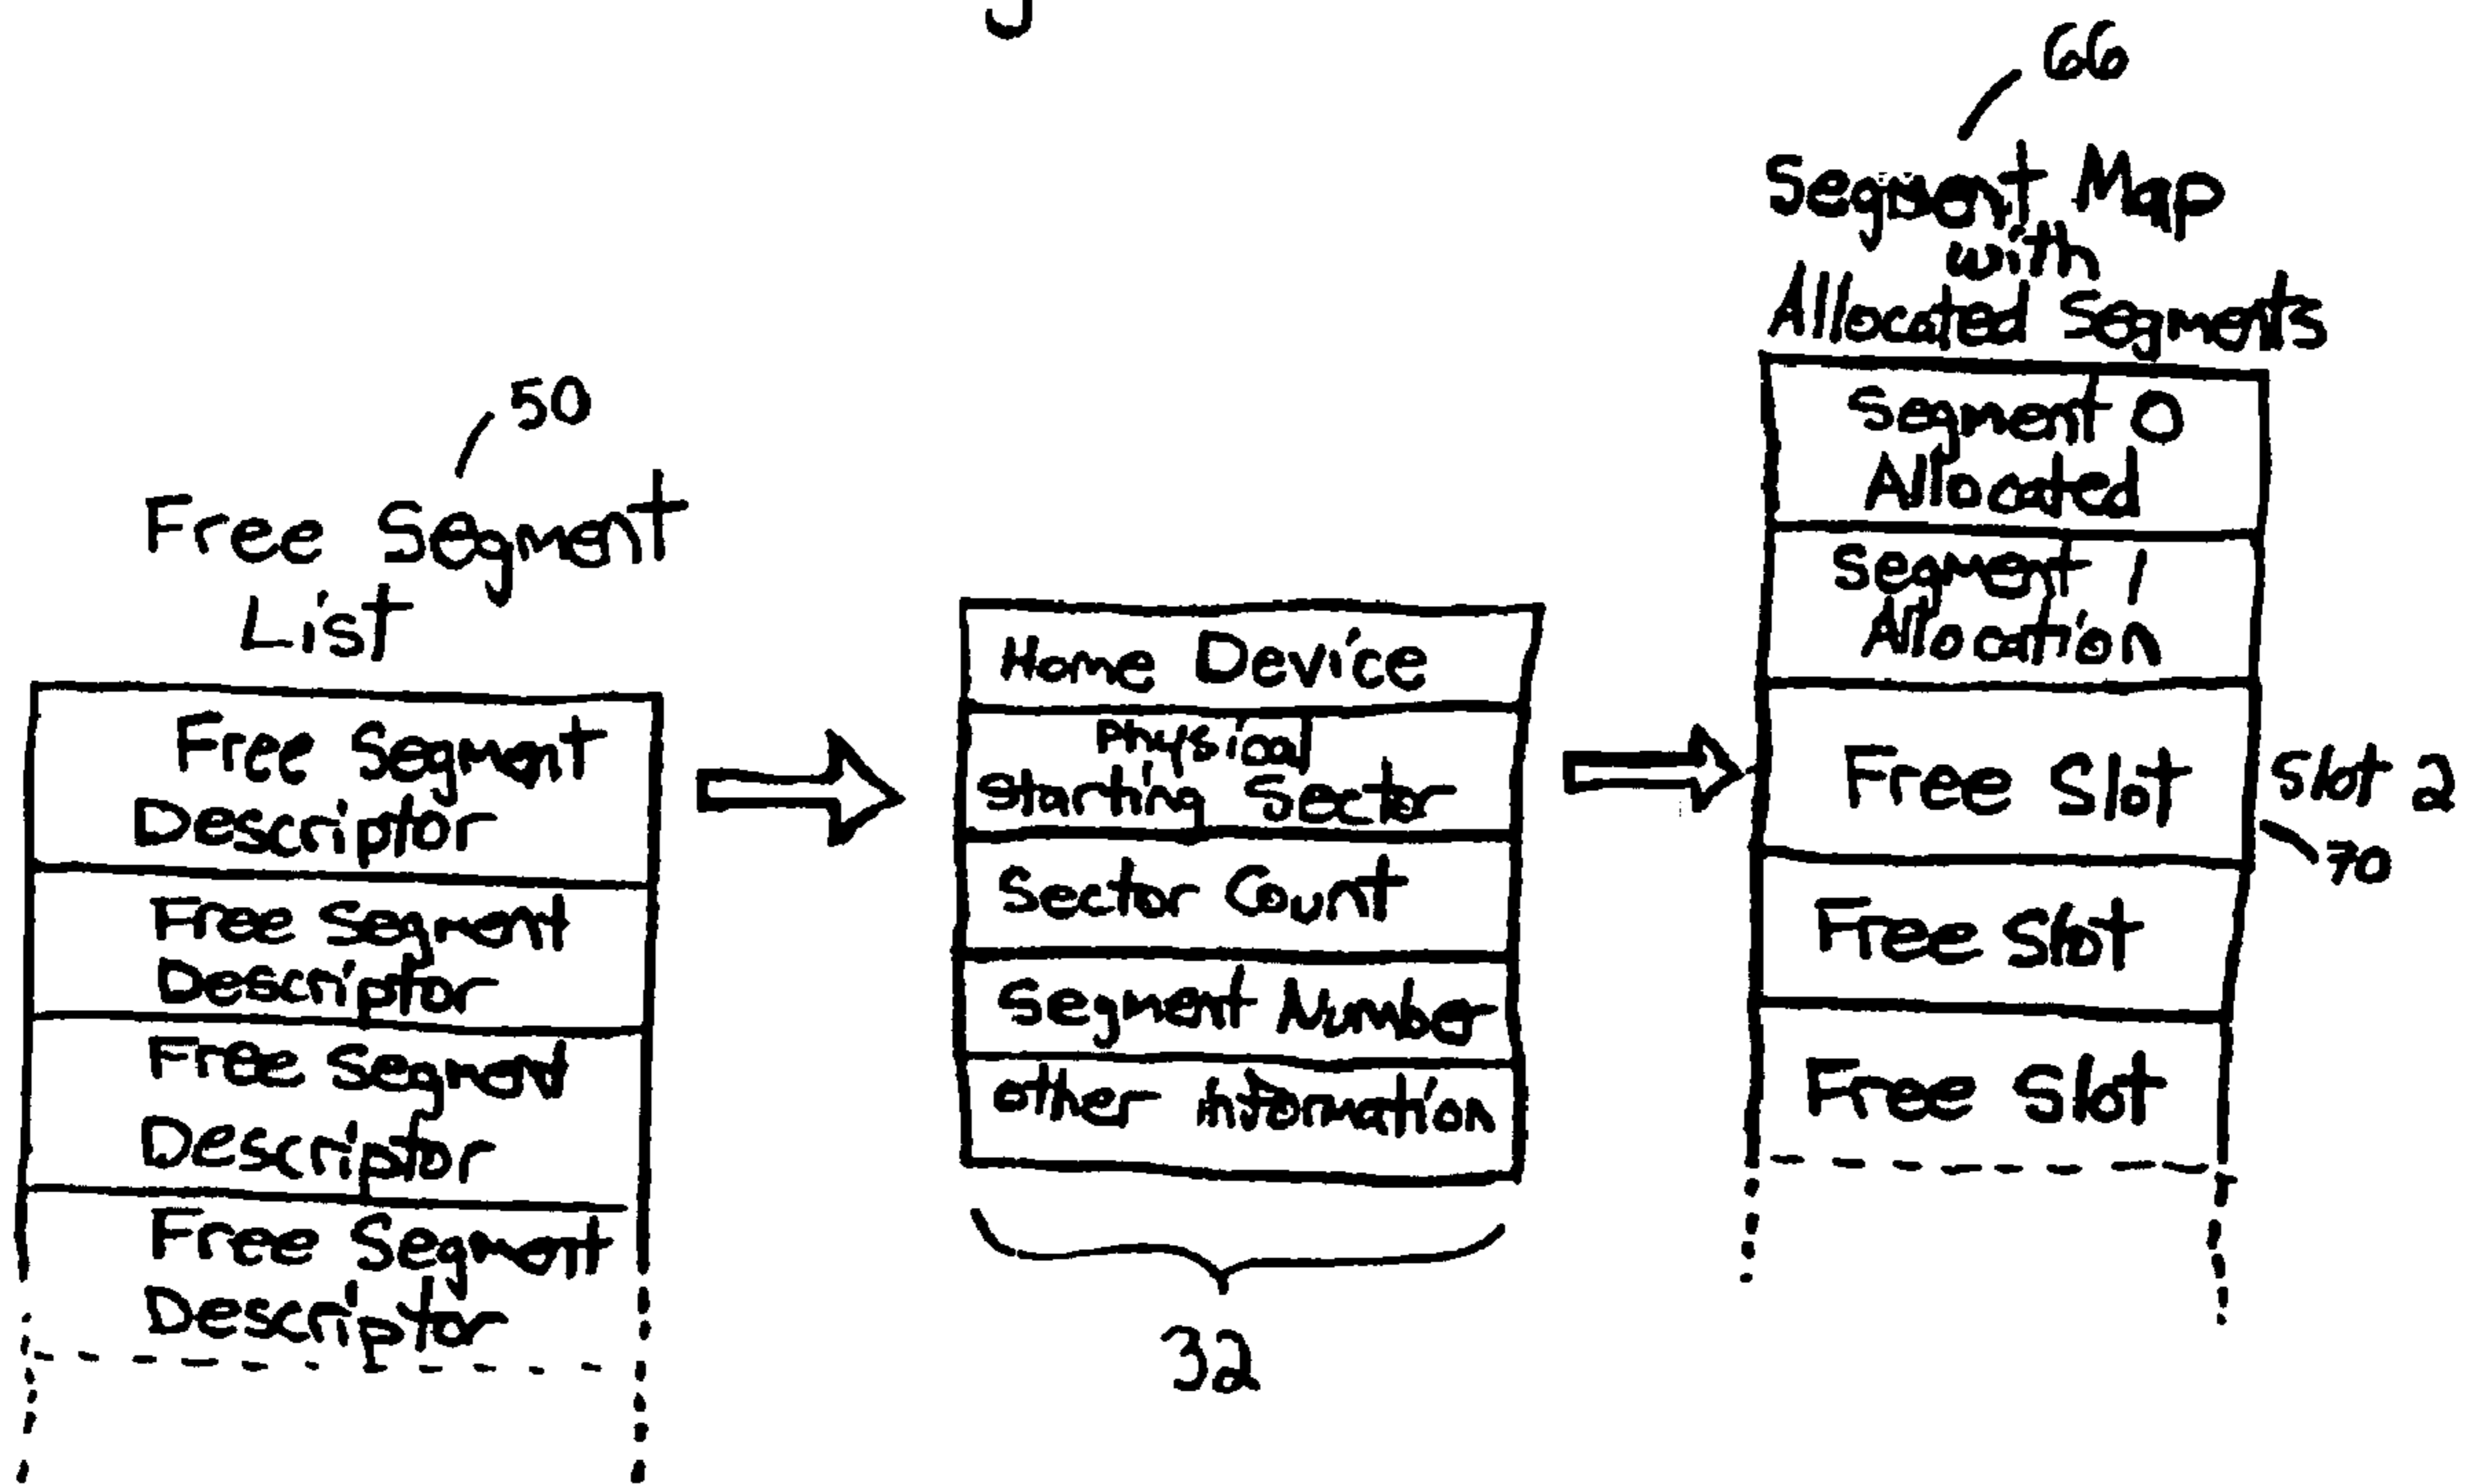 50
Free Segment
List
Free Segment
Descriptor
Free Segment
Descriptor
Free Segment
Descriptor
Free Segment
Descriptor
Home Device
Physical
Starting Sector
Sector Count
Segment Number
other information
32
66
Segment Map
with
Allocated Segments
Segment 0
Allocated
Segment 1
Allocation
Free Slot
Slot 2
70
Free Slot
Free Slot